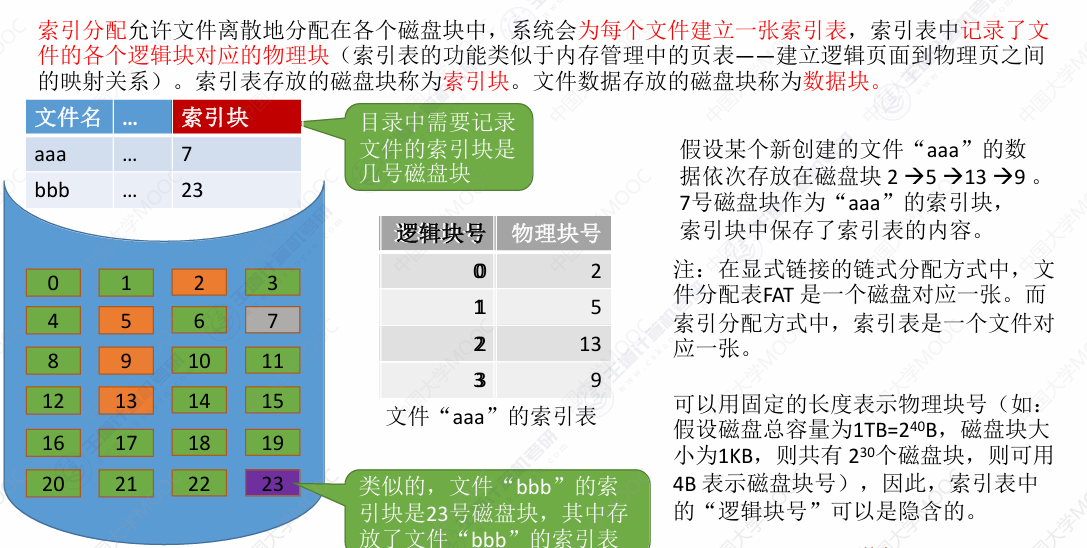 索引分配允许文件离散地分配在各个磁盘块中，系统会为每个文件建立一张索引表，索引表中记录了文
件的各个逻辑块对应的物理块（索引表的功能类似于内存管理中的页表——建立逻辑页面到物理页之间
的映射关系）。索引表存放的磁盘块称为索引块。文件数据存放的磁盘块称为数据块。
文件名 ... 索引块
aaa ... 7
bbb ... 23
目录中需要记录
文件的索引块是
几号磁盘块
0 1 2 3
4 5 6 7
8 9 10 11
12 13 14 15
16 17 18 19
20 21 22 23
逻辑块号 物理块号
0 2
1 5
2 13
3 9
文件“aaa”的索引表
类似的，文件“bbb”的索
引块是23号磁盘块，其中存
放了文件“bbb”的索引表
假设某个新创建的文件“aaa”的数
据依次存放在磁盘块 2→5→13→9 。
7号磁盘块作为“aaa”的索引块，
索引块中保存了索引表的内容。
注：在显式链接的链式分配方式中，文
件分配表FAT 是一个磁盘对应一张。而
索引分配方式中，索引表是一个文件对
应一张。
可以用固定的长度表示物理块号（如：
假设磁盘总容量为1TB=2⁴⁰B，磁盘块大
小为1KB，则共有 2³⁰个磁盘块，则可用
4B 表示磁盘块号），因此，索引表中
的“逻辑块号”可以是隐含的。